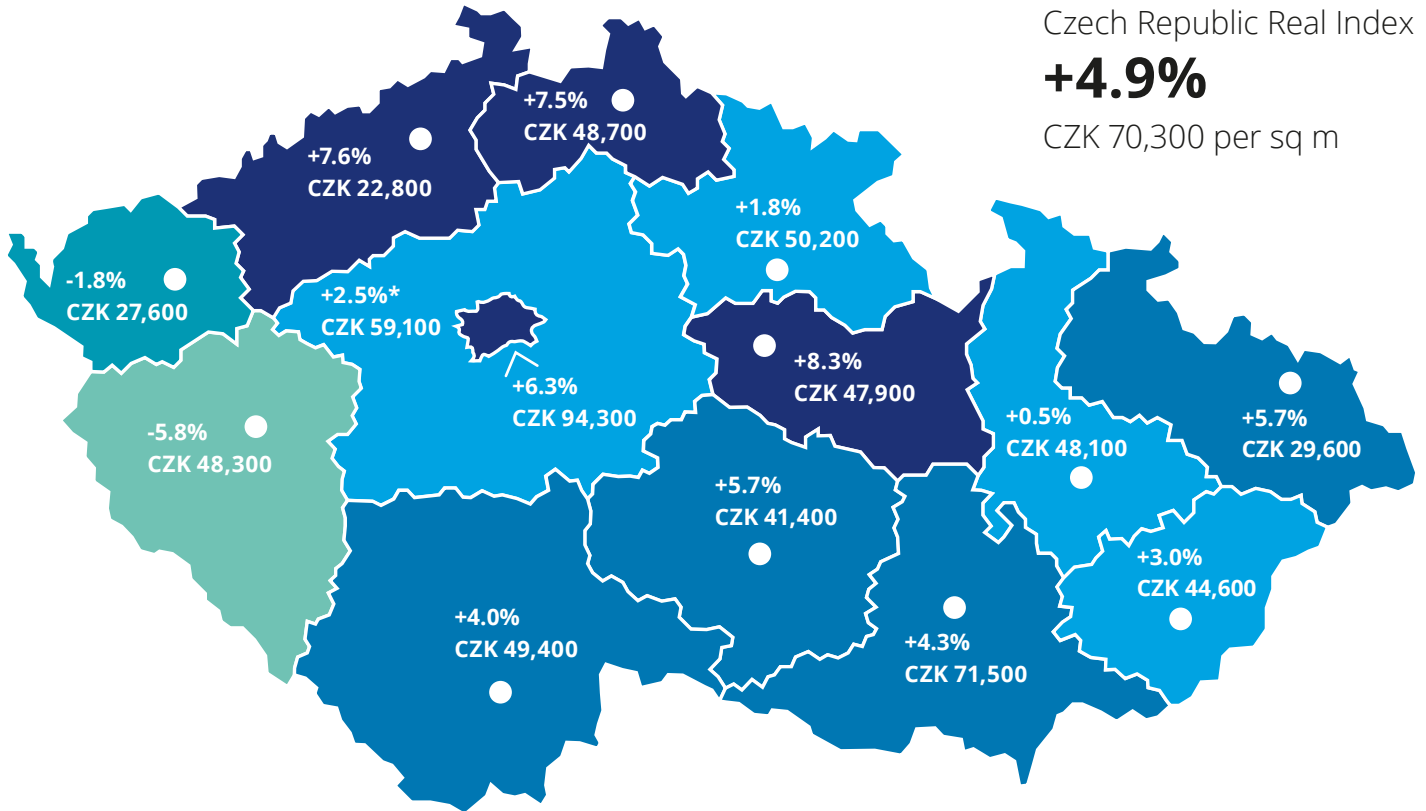 Czech Republic Real Index
+4.9%
CZK 70,300 per sq m
+7.5%
CZK 48,700
+7.6%
CZK 22,800
+1.8%
CZK 50,200
-1.8%
CZK 27,600
+2.5%*
CZK 59,100
+6.3%
CZK 94,300
+8.3%
CZK 47,900
+0.5%
CZK 48,100
+5.7%
CZK 29,600
-5.8%
CZK 48,300
+5.7%
CZK 41,400
+3.0%
CZK 44,600
+4.0%
CZK 49,400
+4.3%
CZK 71,500